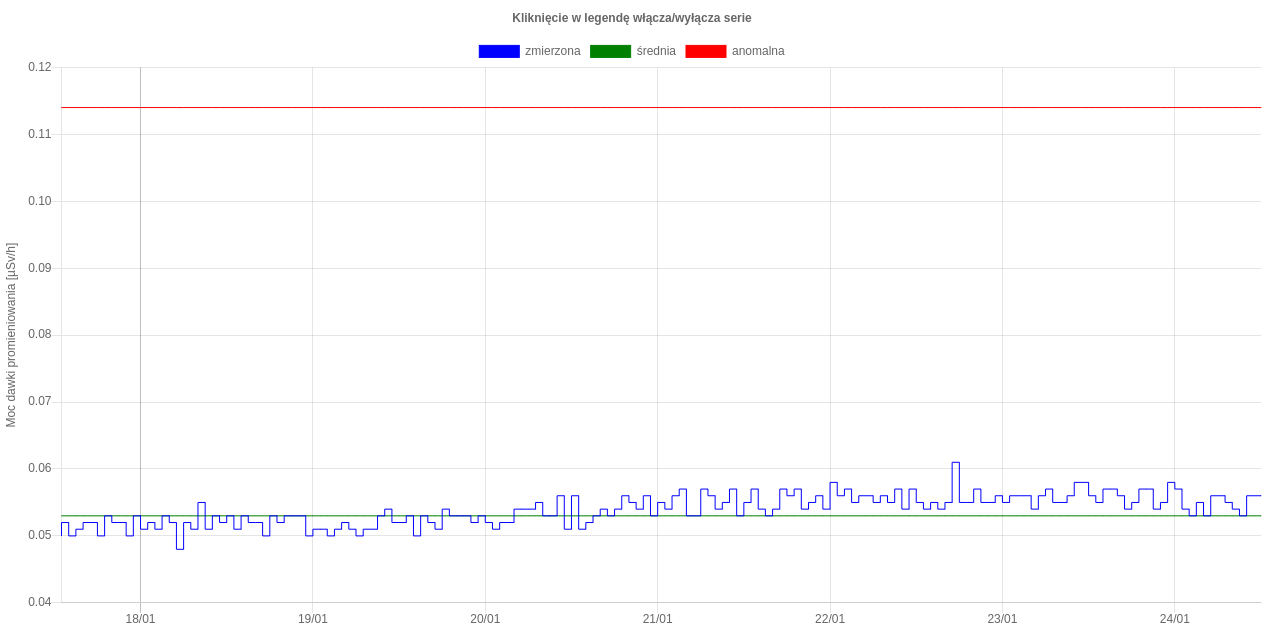 Kliknięcie w legendę włącza/wyłącza serie
zmierzona średnia anomalna
0.12
0.11
0.10
0.09
0.08
0.07
0.06
0.05
0.04
Moc dawki promieniowania [µSv/h]
18/01 19/01 20/01 21/01 22/01 23/01 24/01